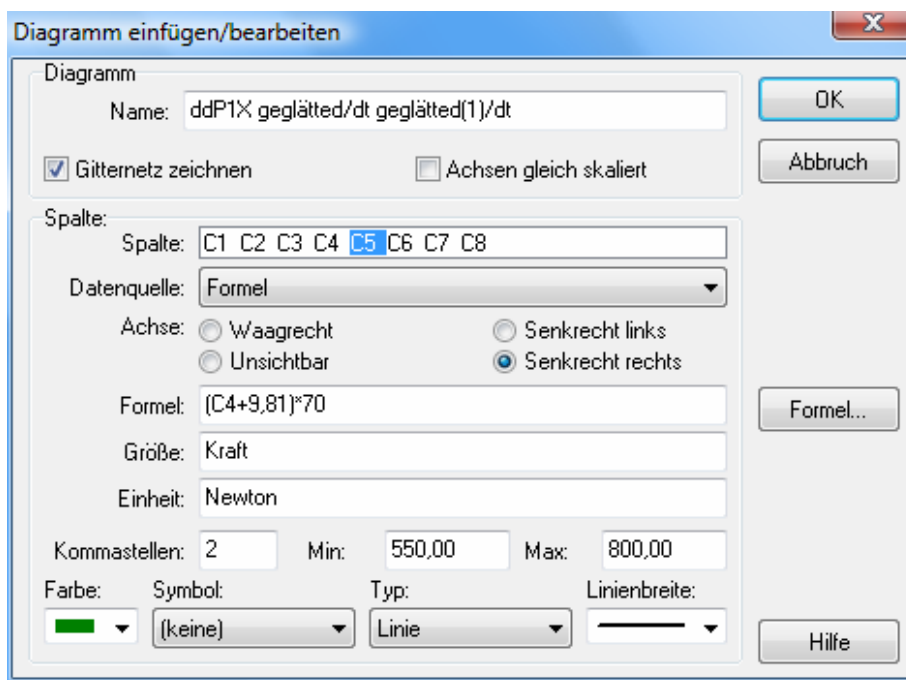 Diagramm einfügen/bearbeiten
Diagramm
Name: ddP1X geglätted/dt geglätted(1)/dt
OK
Gitternetz zeichnen Achsen gleich skaliert
Abbruch
Spalte:
Spalte: C1 C2 C3 C4 C5 C6 C7 C8
Datenquelle: Formel
Achse: Waagrecht Senkrecht links
Unsichtbar Senkrecht rechts
Formel: (C4+9,81)*70
Formel...
Größe: Kraft
Einheit: Newton
Kommastellen: 2 Min: 550,00 Max: 800,00
Farbe: Symbol: Typ: Linienbreite:
(keine) Linie
Hilfe